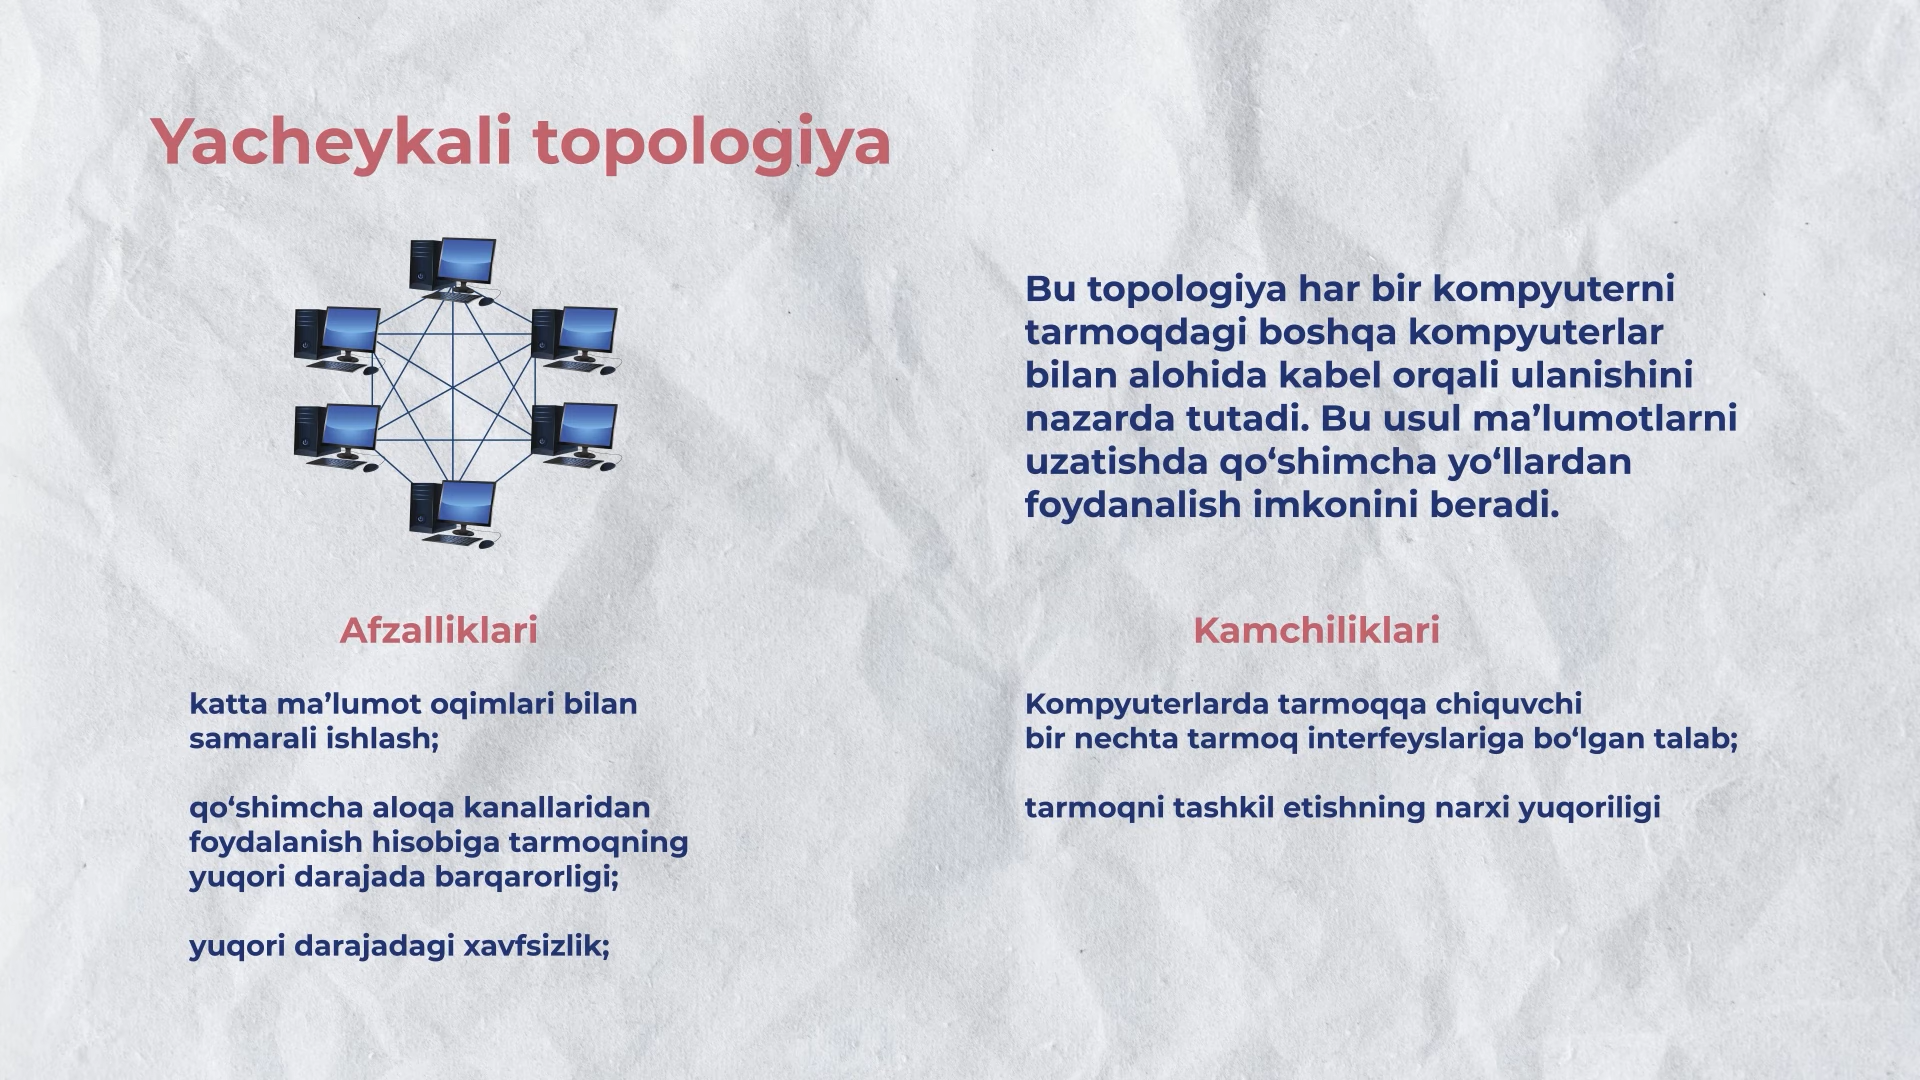 Yacheykali topologiya
Bu topologiya har bir kompyuterni
tarmoqdagi boshqa kompyuterlar
bilan alohida kabel orqali ulanishini
nazarda tutadi. Bu usul ma’lumotlarni
uzatishda qo‘shimcha yo‘llardan
foydanalish imkonini beradi.
Afzalliklari
katta ma’lumot oqimlari bilan
samarali ishlash;
qo‘shimcha aloqa kanallaridan
foydalanish hisobiga tarmoqning
yuqori darajada barqarorligi;
yuqori darajadagi xavfsizlik;
Kamchiliklari
Kompyuterlarda tarmoqqa chiquvchi
bir nechta tarmoq interfeyslariga bo‘lgan talab;
tarmoqni tashkil etishning narxi yuqoriligi